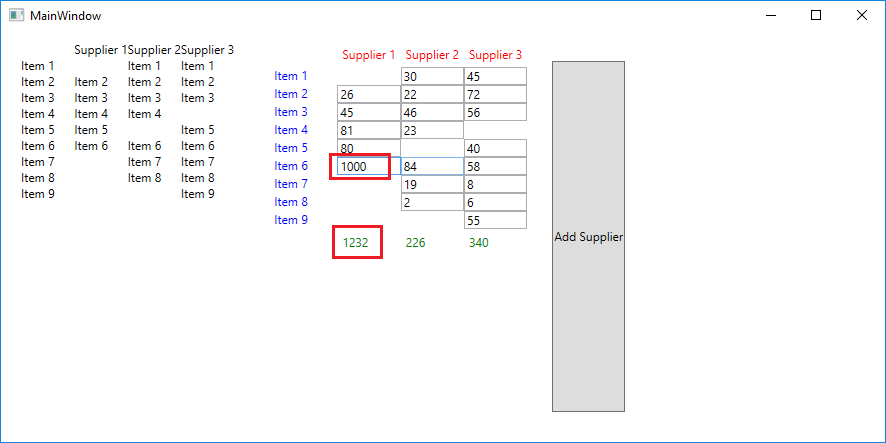 MainWindow
Supplier 1 Supplier 2 Supplier 3
Item 1 Item 1 Item 1
Item 2 Item 2 Item 2 Item 2
Item 3 Item 3 Item 3 Item 3
Item 4 Item 4 Item 4
Item 5 Item 5 Item 5
Item 6 Item 6 Item 6 Item 6
Item 7 Item 7 Item 7
Item 8 Item 8 Item 8
Item 9 Item 9
Supplier 1 Supplier 2 Supplier 3
Item 1 30 45
Item 2 26 22 72
Item 3 45 46 56
Item 4 81 23
Item 5 80 40
Item 6 1000 84 58
Item 7 19 8
Item 8 2 6
Item 9 55
1232 226 340
Add Supplier